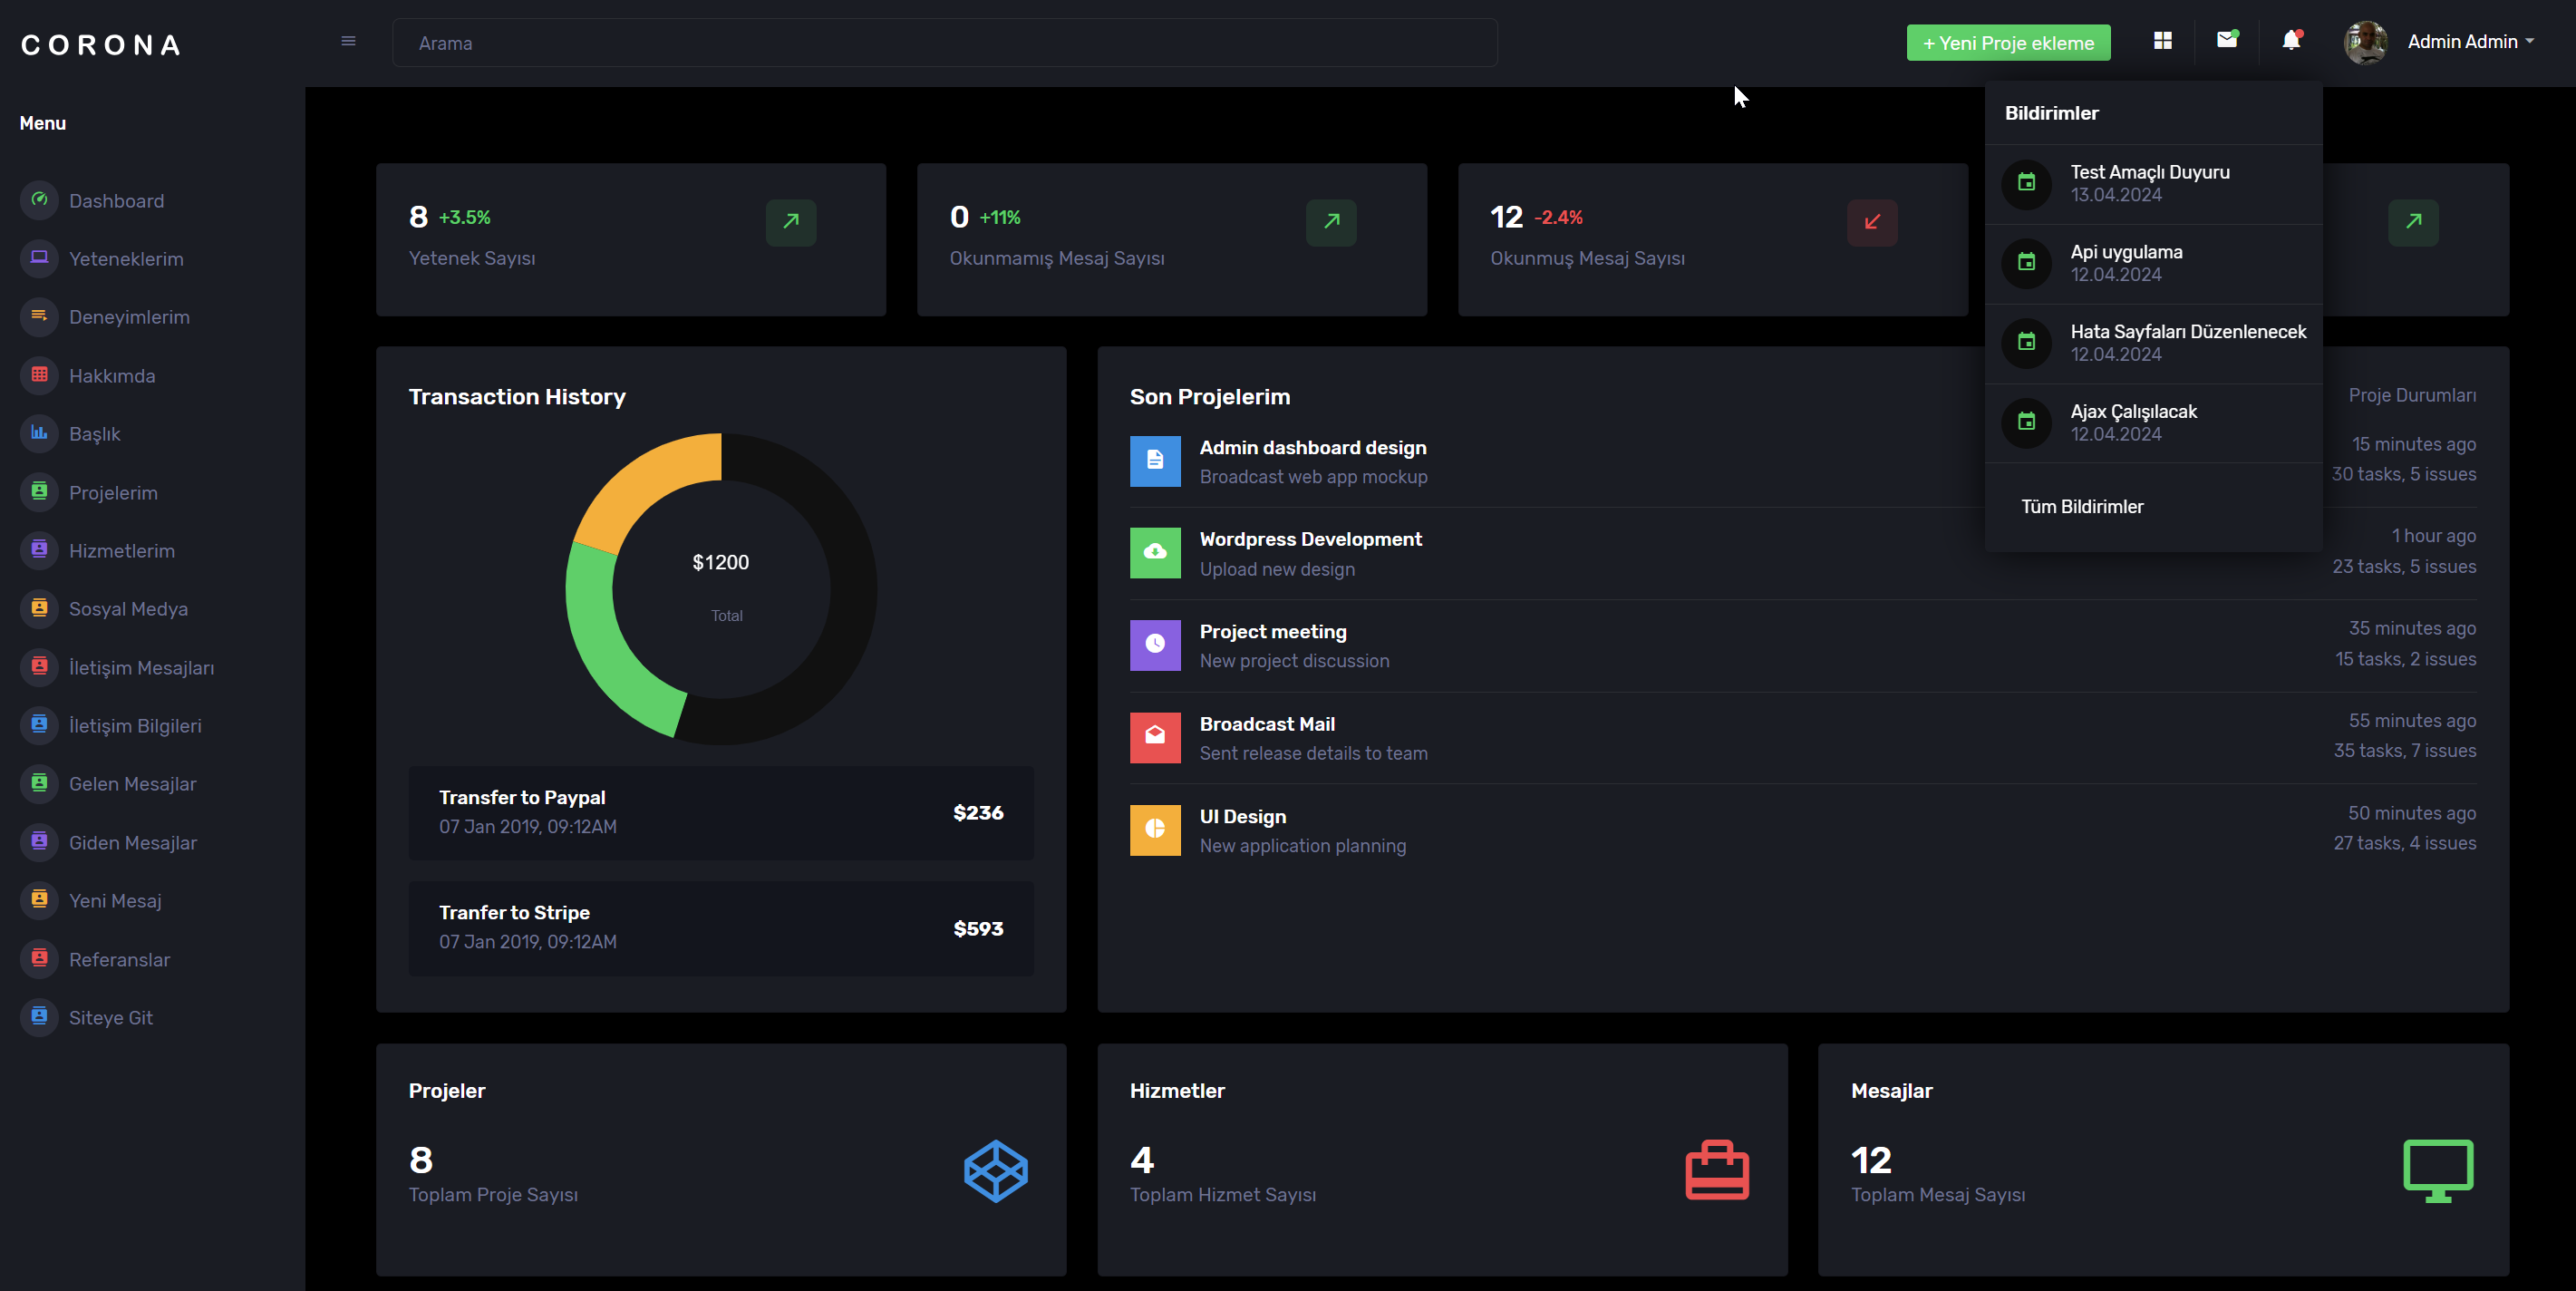 CORONA
Arama
+ Yeni Proje ekleme
Admin Admin
Menu
Dashboard
Yeteneklerim
Deneyimlerim
Hakkımda
Başlık
Projelerim
Hizmetlerim
Sosyal Medya
İletişim Mesajları
İletişim Bilgileri
Gelen Mesajlar
Giden Mesajlar
Yeni Mesaj
Referanslar
Siteye Git
8 +3.5%
Yetenek Sayısı
0 +11%
Okunmamış Mesaj Sayısı
12 -2.4%
Okunmuş Mesaj Sayısı
Bildirimler
Test Amaçlı Duyuru
13.04.2024
Api uygulama
12.04.2024
Hata Sayfaları Düzenlenecek
12.04.2024
Ajax Çalışılacak
12.04.2024
Tüm Bildirimler
Transaction History
$1200
Total
Transfer to Paypal
07 Jan 2019, 09:12AM
$236
Tranfer to Stripe
07 Jan 2019, 09:12AM
$593
Son Projelerim
Proje Durumları
Admin dashboard design
Broadcast web app mockup
15 minutes ago
30 tasks, 5 issues
Wordpress Development
Upload new design
1 hour ago
23 tasks, 5 issues
Project meeting
New project discussion
35 minutes ago
15 tasks, 2 issues
Broadcast Mail
Sent release details to team
55 minutes ago
35 tasks, 7 issues
UI Design
New application planning
50 minutes ago
27 tasks, 4 issues
Projeler
8
Toplam Proje Sayısı
Hizmetler
4
Toplam Hizmet Sayısı
Mesajlar
12
Toplam Mesaj Sayısı